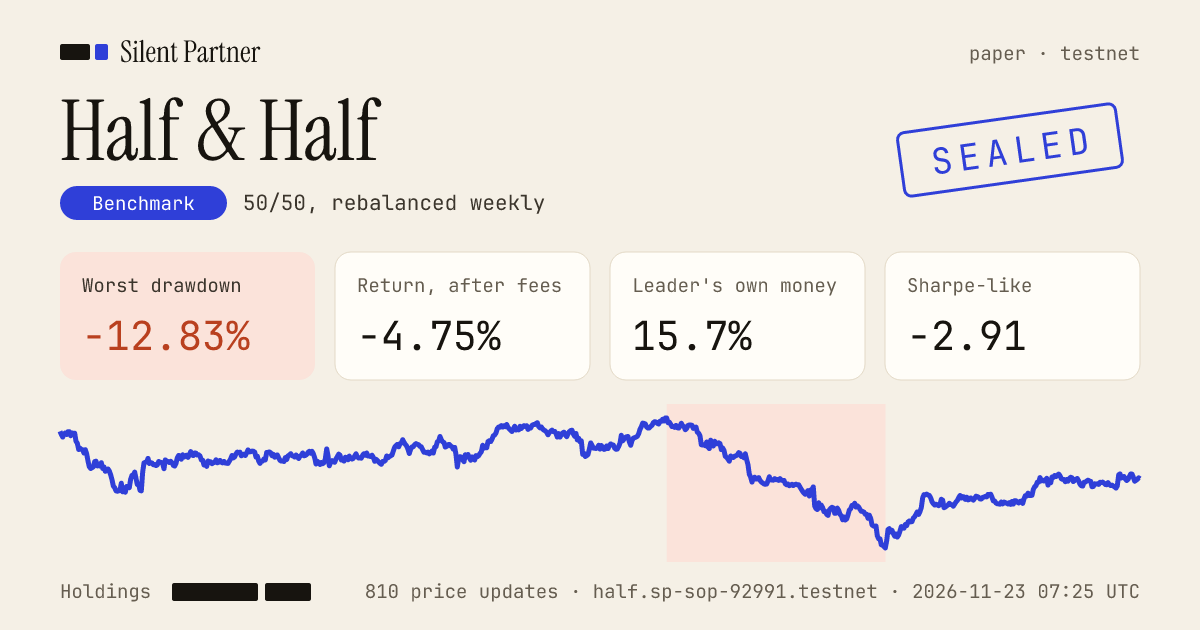 Silent Partner
paper · testnet
Half & Half
SEALED
Benchmark
50/50, rebalanced weekly
Worst drawdown
-12.83%
Return, after fees
-4.75%
Leader's own money
15.7%
Sharpe-like
-2.91
Holdings
810 price updates · half.sp-sop-92991.testnet · 2026-11-23 07:25 UTC